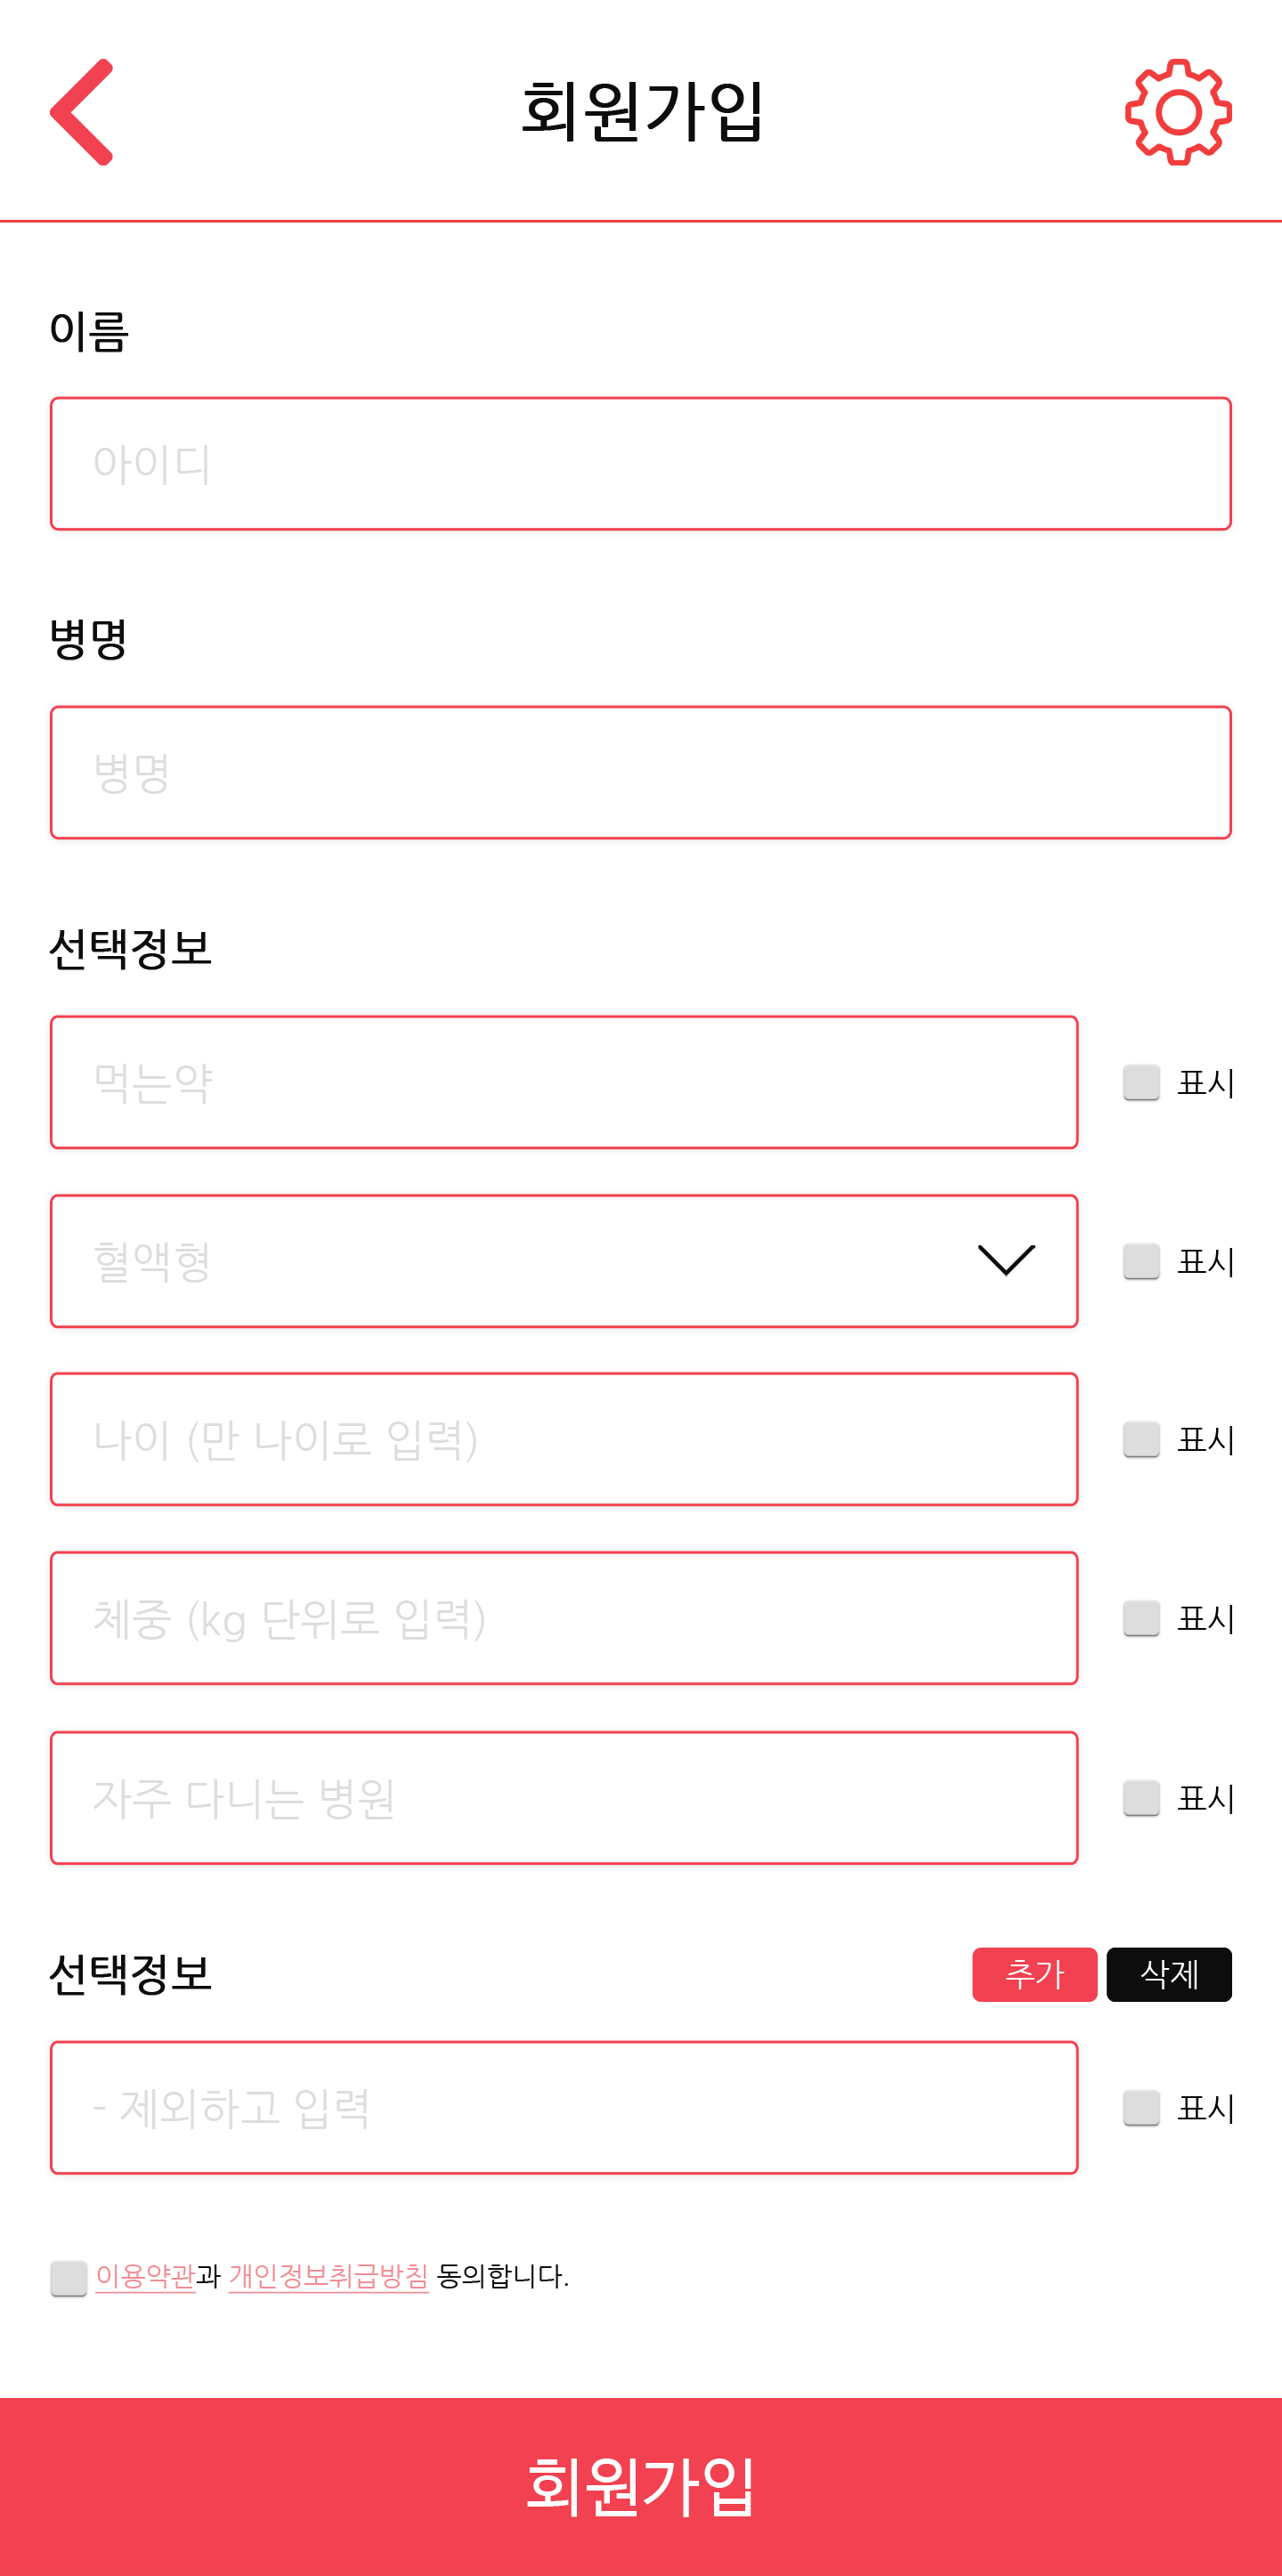 회원가입
이름
아이디
병명
병명
선택정보
먹는약
표시
혈액형
표시
나이 (만 나이로 입력)
표시
체중 (kg 단위로 입력)
표시
자주 다니는 병원
표시
선택정보 추가 삭제
- 제외하고 입력
표시
이용약관과 개인정보취급방침 동의합니다.
회원가입